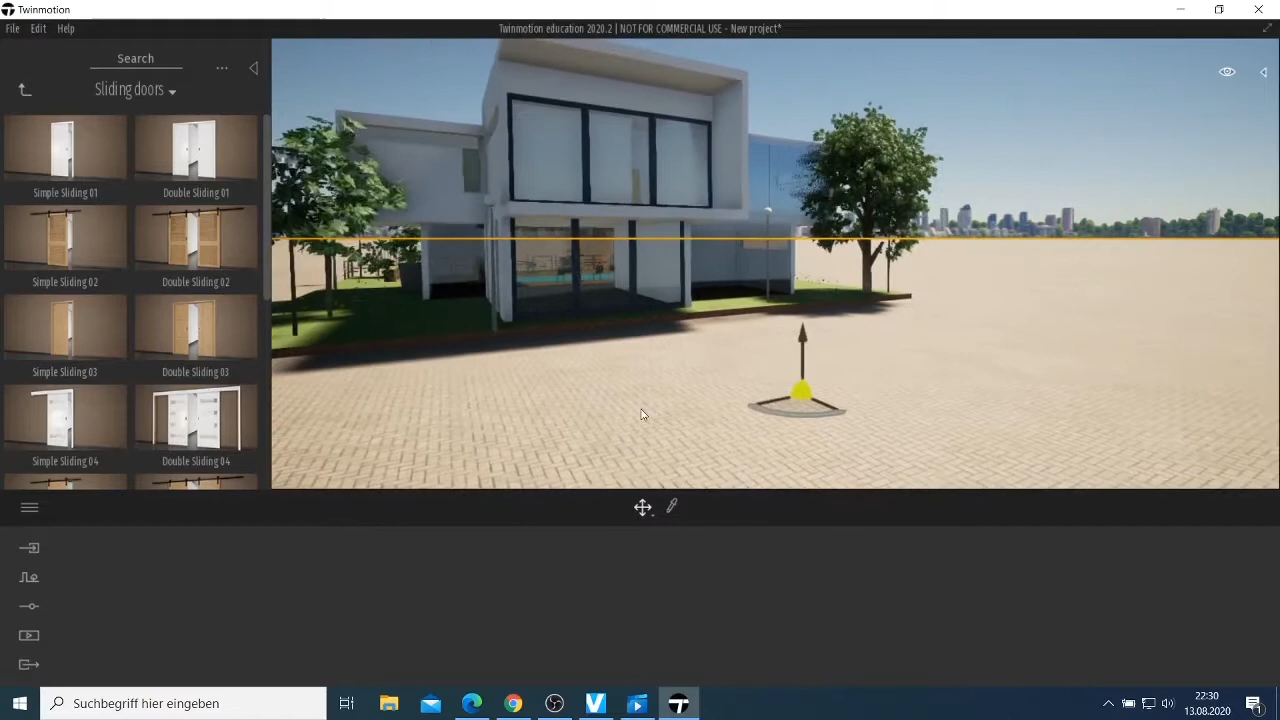 Twinmotion
File Edit Help
Twinmotion education 2020.2 | NOT FOR COMMERCIAL USE - New project*
Search
...
Sliding doors
Simple Sliding 01
Double Sliding 01
Simple Sliding 02
Double Sliding 02
Simple Sliding 03
Double Sliding 03
Simple Sliding 04
Double Sliding 04
Suchbegriff hier eingeben
22:30
13.08.2020
1